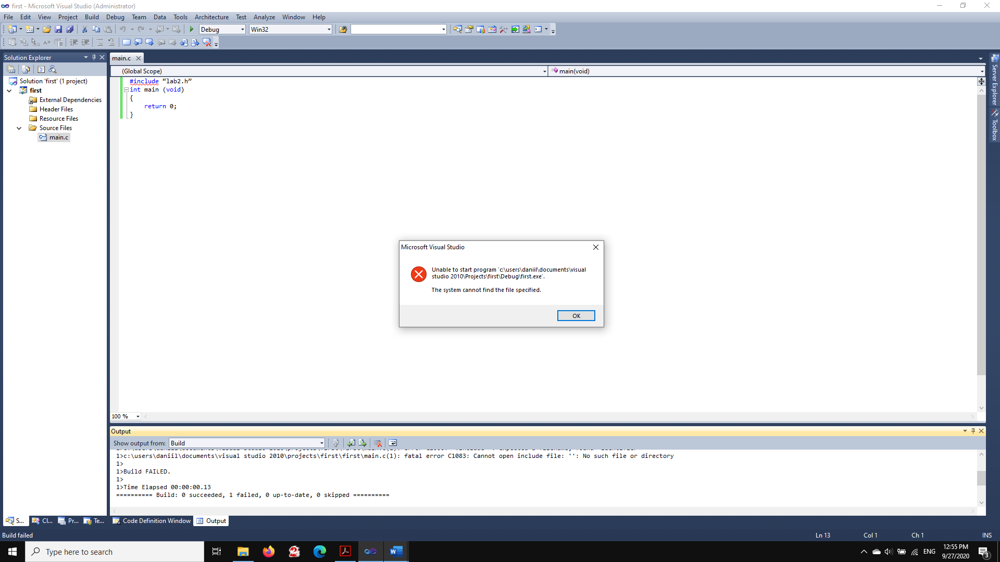 first - Microsoft Visual Studio (Administrator)
File Edit View Project Build Debug Team Data Tools Architecture Test Analyze Window Help
Debug Win32
Solution Explorer
Solution 'first' (1 project)
first
External Dependencies
Header Files
Resource Files
Source Files
main.c
main.c
(Global Scope) main(void)
#include “lab2.h”
int main (void)
{
return 0;
}
Server Explorer
Toolbox
Microsoft Visual Studio
Unable to start program 'c:\users\daniil\documents\visual
studio 2010\Projects\first\Debug\first.exe'.
The system cannot find the file specified.
OK
100 %
Output
Show output from: Build
1>c:\users\daniil\documents\visual studio 2010\projects\first\first\main.c(1): fatal error C1083: Cannot open include file: '': No such file or directory
1>
1>Build FAILED.
1>
1>Time Elapsed 00:00:00.13
========== Build: 0 succeeded, 1 failed, 0 up-to-date, 0 skipped ==========
S... Cl... Pr... Te... Code Definition Window Output
Build failed Ln 13 Col 1 Ch 1 INS
Type here to search
ENG
12:55 PM
9/27/2020
3